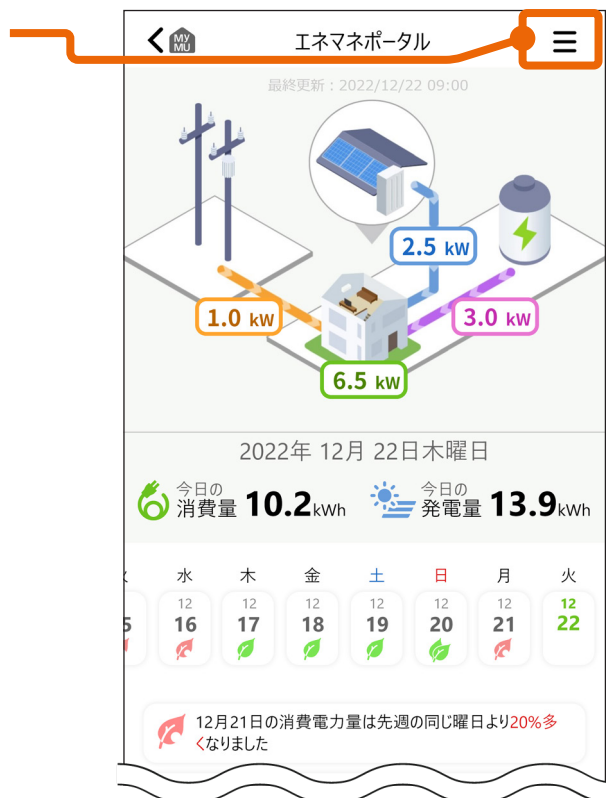 MY MU
エネマネポータル
最終更新：2022/12/22 09:00
2.5 kW
1.0 kW
3.0 kW
6.5 kW
2022年 12月 22日木曜日
今日の
消費量 10.2kWh
今日の
発電量 13.9kWh
水 木 金 土 日 月 火
12 12 12 12 12 12 12
5 16 17 18 19 20 21 22
12月21日の消費電力量は先週の同じ曜日より20%多
くなりました